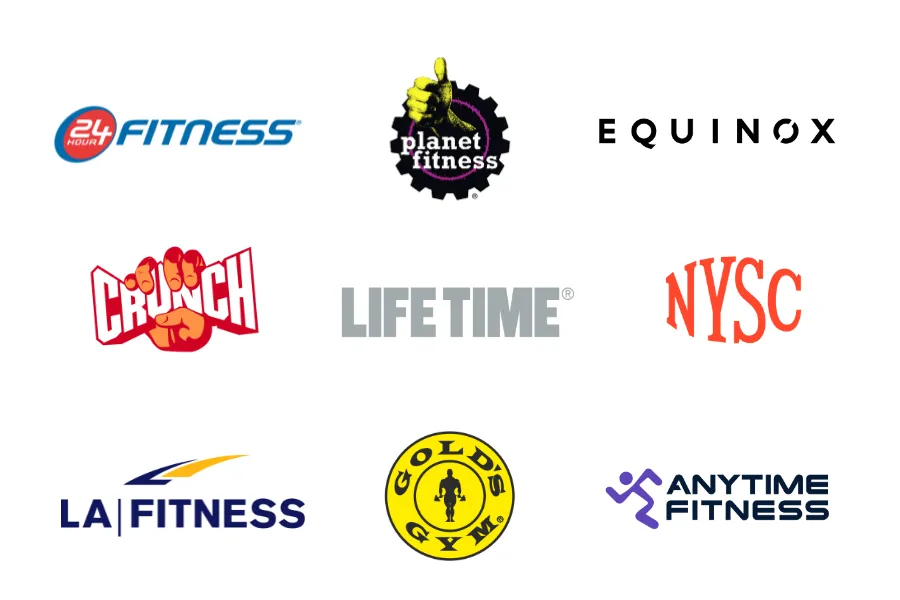 24
HOUR
FITNESS®
planet
fitness
®
EQUINOX
CRUNCH
LIFE TIME®
NYSC
LA|FITNESS
GOLD'S
GYM®
ANYTIME
FITNESS